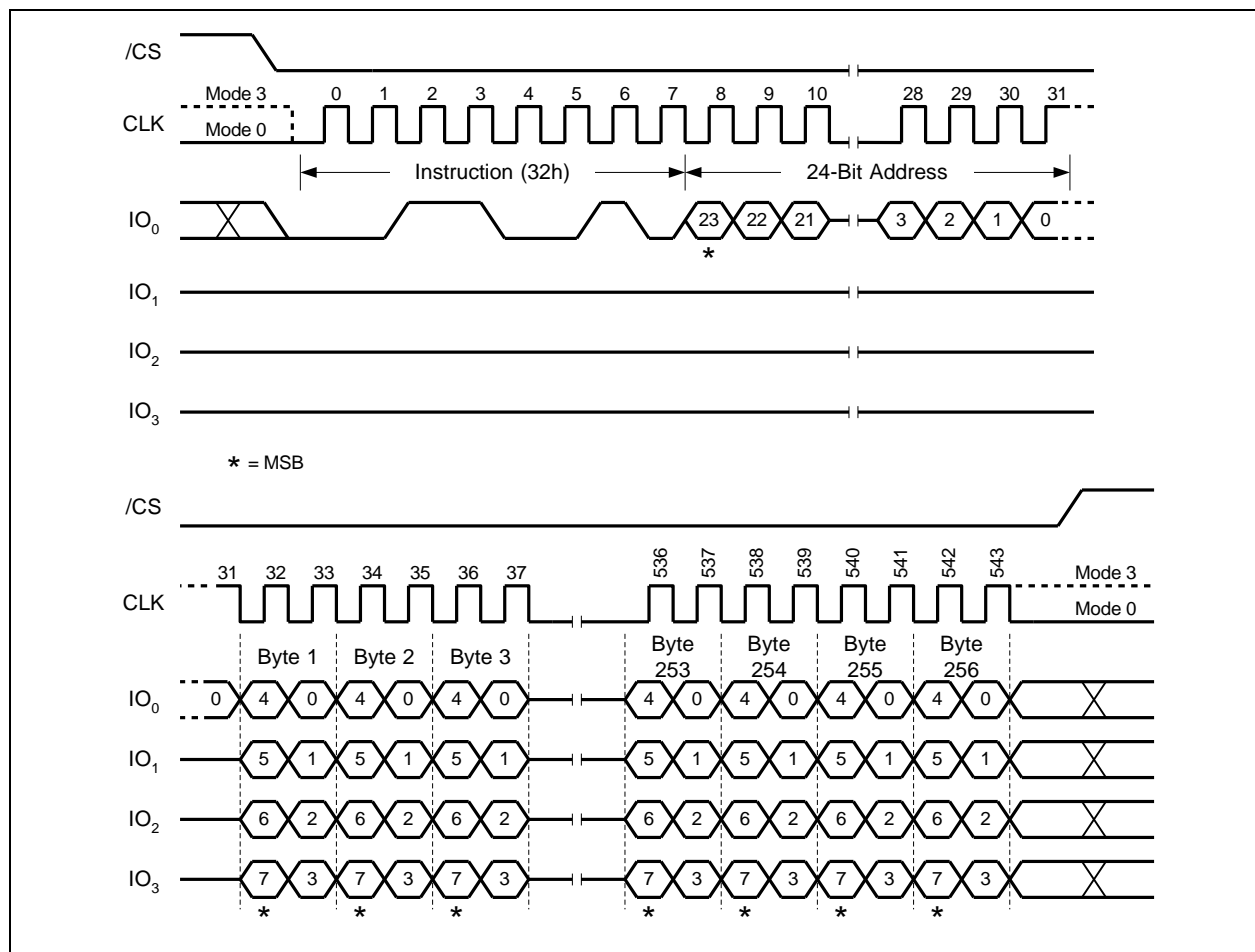 /CS
Mode 3 0 1 2 3 4 5 6 7 8 9 10 28 29 30 31
CLK
Mode 0
Instruction (32h) 24-Bit Address
IO0 23 22 21 3 2 1 0
*
IO1
IO2
IO3
* = MSB
/CS
31 32 33 34 35 36 37 536 537 538 539 540 541 542 543 Mode 3
CLK
Mode 0
Byte 1 Byte 2 Byte 3 Byte 253 Byte 254 Byte 255 Byte 256
IO0 0 4 0 4 0 4 0 4 0 4 0 4 0 4 0
IO1 5 1 5 1 5 1 5 1 5 1 5 1 5 1
IO2 6 2 6 2 6 2 6 2 6 2 6 2 6 2
IO3 7 3 7 3 7 3 7 3 7 3 7 3 7 3
* * * * * * *